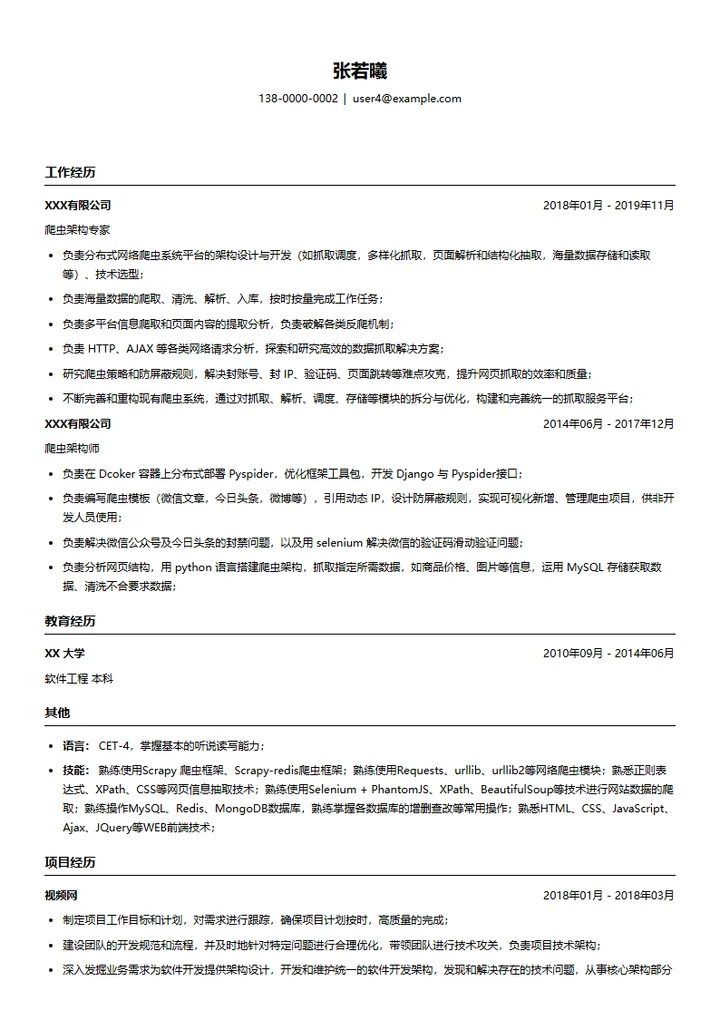 张若曦
138-0000-0002 | user4@example.com
工作经历
XXX有限公司 2018年01月 - 2019年11月
爬虫架构专家
• 负责分布式网络爬虫系统平台的架构设计与开发（如抓取调度，多样化抓取，页面解析和结构化抽取，海量数据存储和读取
等）、技术选型；
• 负责海量数据的爬取、清洗、解析、入库，按时按量完成工作任务；
• 负责多平台信息爬取和页面内容的提取分析，负责破解各类反爬机制；
• 负责 HTTP、AJAX 等各类网络请求分析，探索和研究高效的数据抓取解决方案；
• 研究爬虫策略和防屏蔽规则，解决封账号、封 IP、验证码、页面跳转等难点攻克，提升网页抓取的效率和质量；
• 不断完善和重构现有爬虫系统，通过对抓取、解析、调度、存储等模块的拆分与优化，构建和完善统一的抓取服务平台；
XXX有限公司 2014年06月 - 2017年12月
爬虫架构师
• 负责在 Dcoker 容器上分布式部署 Pyspider，优化框架工具包，开发 Django 与 Pyspider接口；
• 负责编写爬虫模板（微信文章，今日头条，微博等），引用动态 IP，设计防屏蔽规则，实现可视化新增、管理爬虫项目，供非开
发人员使用；
• 负责解决微信公众号及今日头条的封禁问题，以及用 selenium 解决微信的验证码滑动验证问题；
• 负责分析网页结构，用 python 语言搭建爬虫架构，抓取指定所需数据，如商品价格、图片等信息，运用 MySQL 存储获取数
据、清洗不合要求数据；
教育经历
XX 大学 2010年09月 - 2014年06月
软件工程 本科
其他
• 语言： CET-4，掌握基本的听说读写能力；
• 技能： 熟练使用Scrapy 爬虫框架、Scrapy-redis爬虫框架；熟练使用Requests、urllib、urllib2等网络爬虫模块；熟悉正则表
达式、XPath、CSS等网页信息抽取技术；熟练使用Selenium + PhantomJS、XPath、BeautifulSoup等技术进行网站数据的爬
取；熟练操作MySQL、Redis、MongoDB数据库，熟练掌握各数据库的增删查改等常用操作；熟悉HTML、CSS、JavaScript、
Ajax、JQuery等WEB前端技术；
项目经历
视频网 2018年01月 - 2018年03月
• 制定项目工作目标和计划，对需求进行跟踪，确保项目计划按时，高质量的完成；
• 建设团队的开发规范和流程，并及时地针对特定问题进行合理优化，带领团队进行技术攻关，负责项目技术架构；
• 深入发掘业务需求为软件开发提供架构设计，开发和维护统一的软件开发架构，发现和解决存在的技术问题，从事核心架构部分